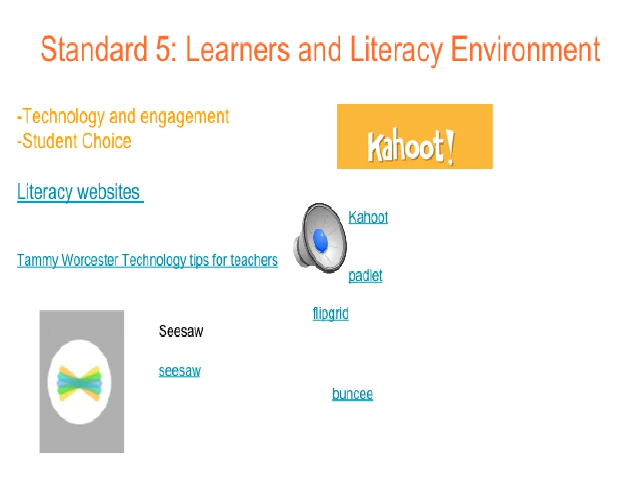 Standard 5: Learners and Literacy Environment
-Technology and engagement
-Student Choice
Kahoot!
Literacy websites
Kahoot
Tammy Worcester Technology tips for teachers
padlet
flipgrid
Seesaw
seesaw
buncee